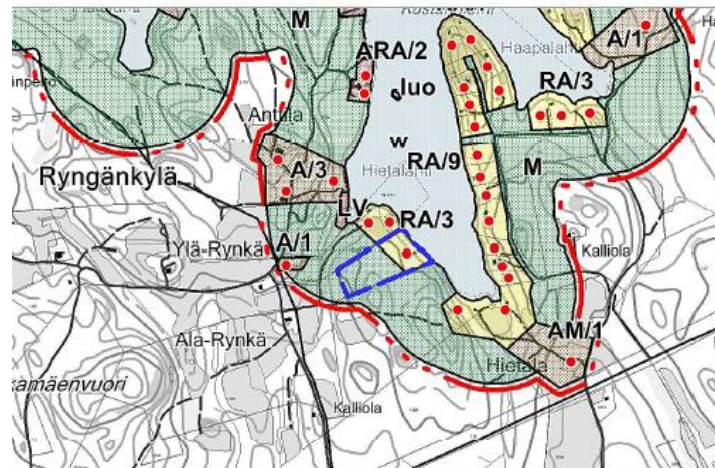 M
ARA/2
luo
Haapalahti
A/1
RA/3
Anttila
w
Ryngänkylä
A/3
Hietalahti
RA/9
M
LV
RA/3
Ylä-Rynkä
A/1
Kalliola
Ala-Rynkä
AM/1
Hietala
kamäenvuori
Kalliola